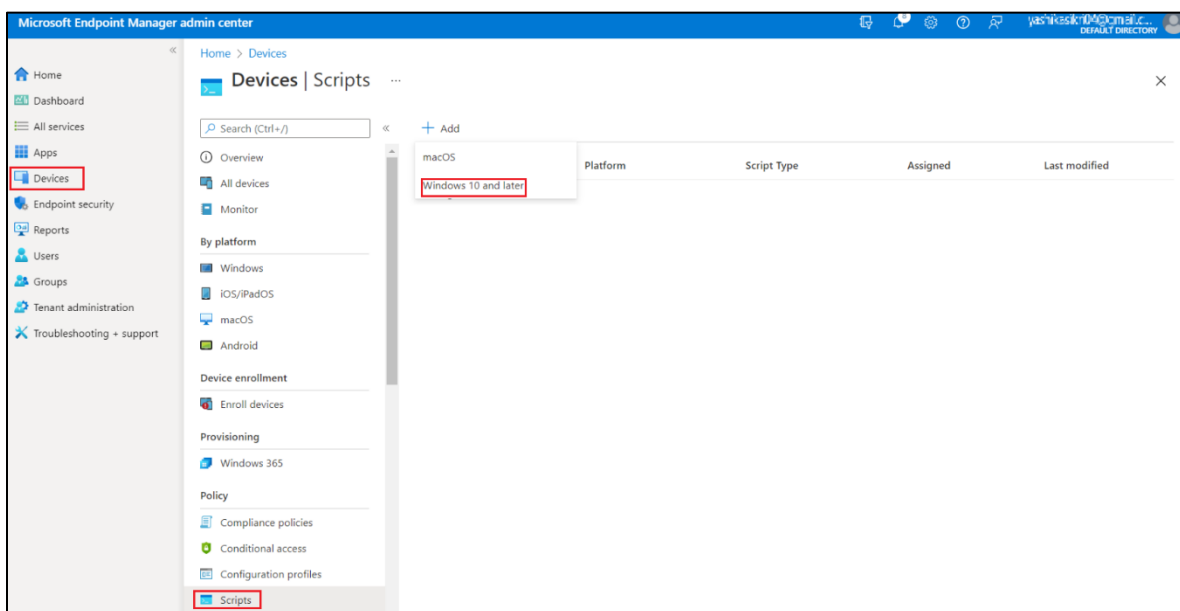 Microsoft Endpoint Manager admin center
DEFAULT DIRECTORY
Home
Dashboard
All services
Apps
Devices
Endpoint security
Reports
Users
Groups
Tenant administration
Troubleshooting + support
Home > Devices
Devices | Scripts ...
Search (Ctrl+/)
Overview
All devices
Monitor
By platform
Windows
iOS/iPadOS
macOS
Android
Device enrollment
Enroll devices
Provisioning
Windows 365
Policy
Compliance policies
Conditional access
Configuration profiles
Scripts
+ Add
macOS
Windows 10 and later
Platform Script Type Assigned Last modified